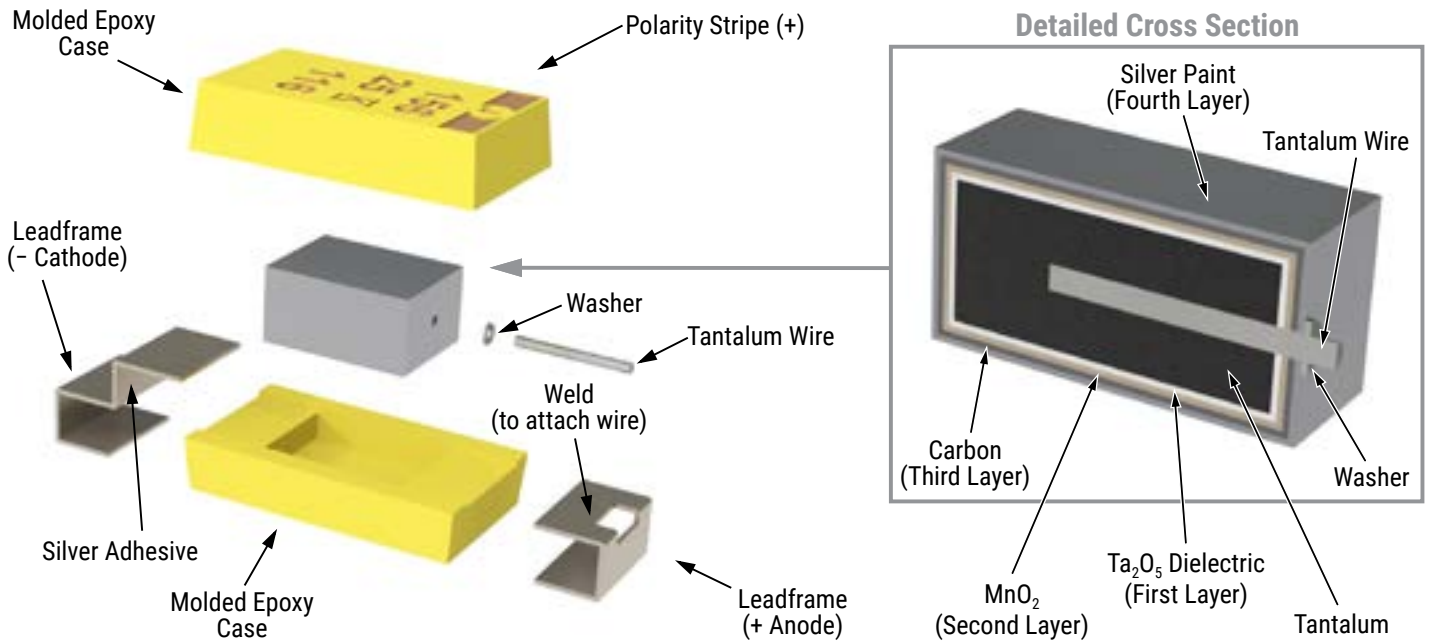 Molded Epoxy
Case
Polarity Stripe (+)
Detailed Cross Section
Silver Paint
(Fourth Layer)
Tantalum Wire
Leadframe
(− Cathode)
Washer
Tantalum Wire
Weld
(to attach wire)
Carbon
(Third Layer)
Washer
Silver Adhesive
Molded Epoxy
Case
Leadframe
(+ Anode)
MnO₂
(Second Layer)
Ta₂O₅ Dielectric
(First Layer)
Tantalum